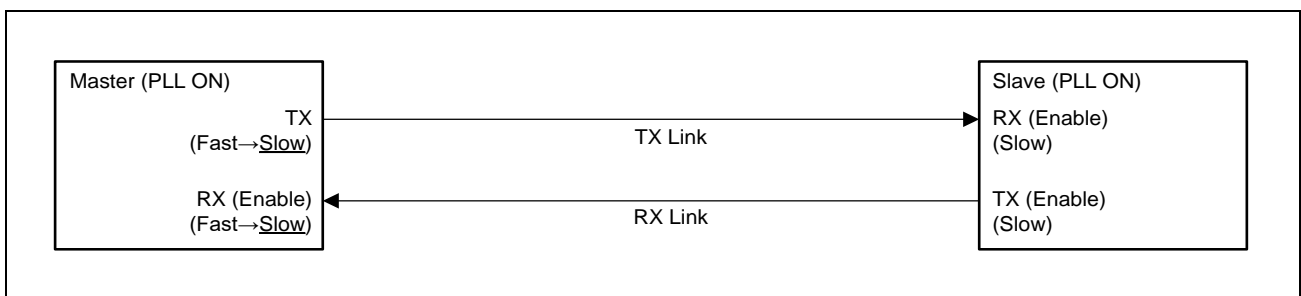 Master (PLL ON)
TX
(Fast→Slow)
RX (Enable)
(Fast→Slow)
TX Link
RX Link
Slave (PLL ON)
RX (Enable)
(Slow)
TX (Enable)
(Slow)